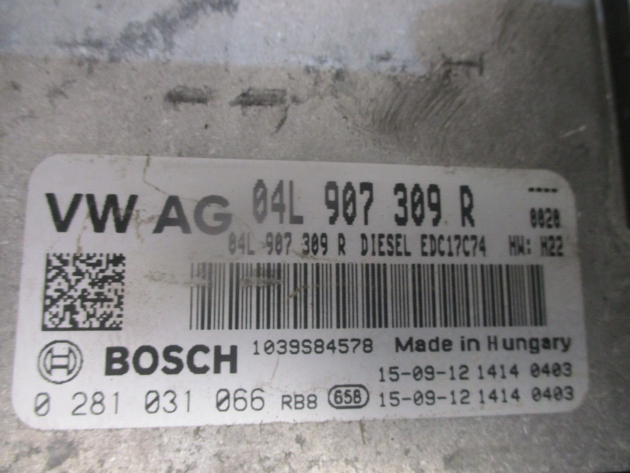 VW AG 04L 907 309 R ----
0020
04L 907 309 R DIESEL EDC17C74 HW: H22
BOSCH 1039S84578 Made in Hungary
15-09-12 1414 0403
0 281 031 066 RB8 658 15-09-12 1414 0403